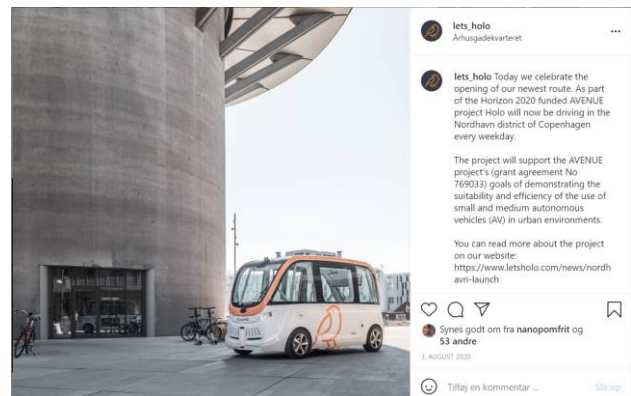 lets_holo
Århusgadekvarteret
lets_holo Today we celebrate the
opening of our newest route. As part
of the Horizon 2020 funded AVENUE
project Holo will now be driving in the
Nordhavn district of Copenhagen
every weekday.
The project will support the AVENUE
project's (grant agreement No
769033) goals of demonstrating the
suitability and efficiency of the use of
small and medium autonomous
vehicles (AV) in urban environments.
You can read more about the project
on our website:
https://www.letsholo.com/news/nordh
avn-launch
Synes godt om fra nanopomfrit og
53 andre
3. AUGUST 2020
Tilføj en kommentar ...
Slå op